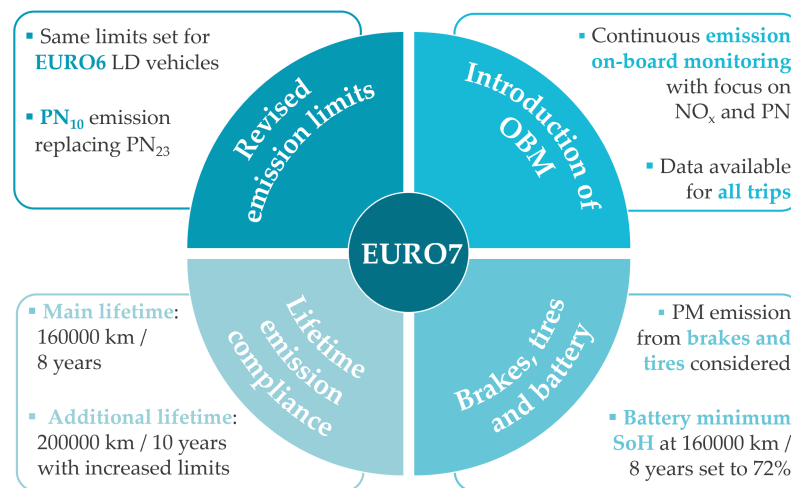 ▪ Same limits set for
EURO6 LD vehicles
▪ PN₁₀ emission
replacing PN₂₃
Revised
emission limits
Introduction of
OBM
▪ Continuous emission
on-board monitoring
with focus on
NOₓ and PN
▪ Data available
for all trips
EURO7
▪ Main lifetime:
160000 km /
8 years
▪ Additional lifetime:
200000 km / 10 years
with increased limits
Lifetime
emission
compliance
Brakes, tires
and battery
▪ PM emission
from brakes and
tires considered
▪ Battery minimum
SoH at 160000 km /
8 years set to 72%